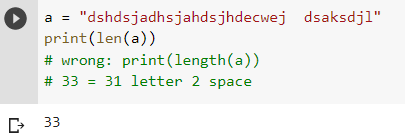 a = "dshdsjadhsjahdsjhdecwej  dsaksdjl"
print(len(a))
# wrong: print(length(a))
# 33 = 31 letter 2 space
33